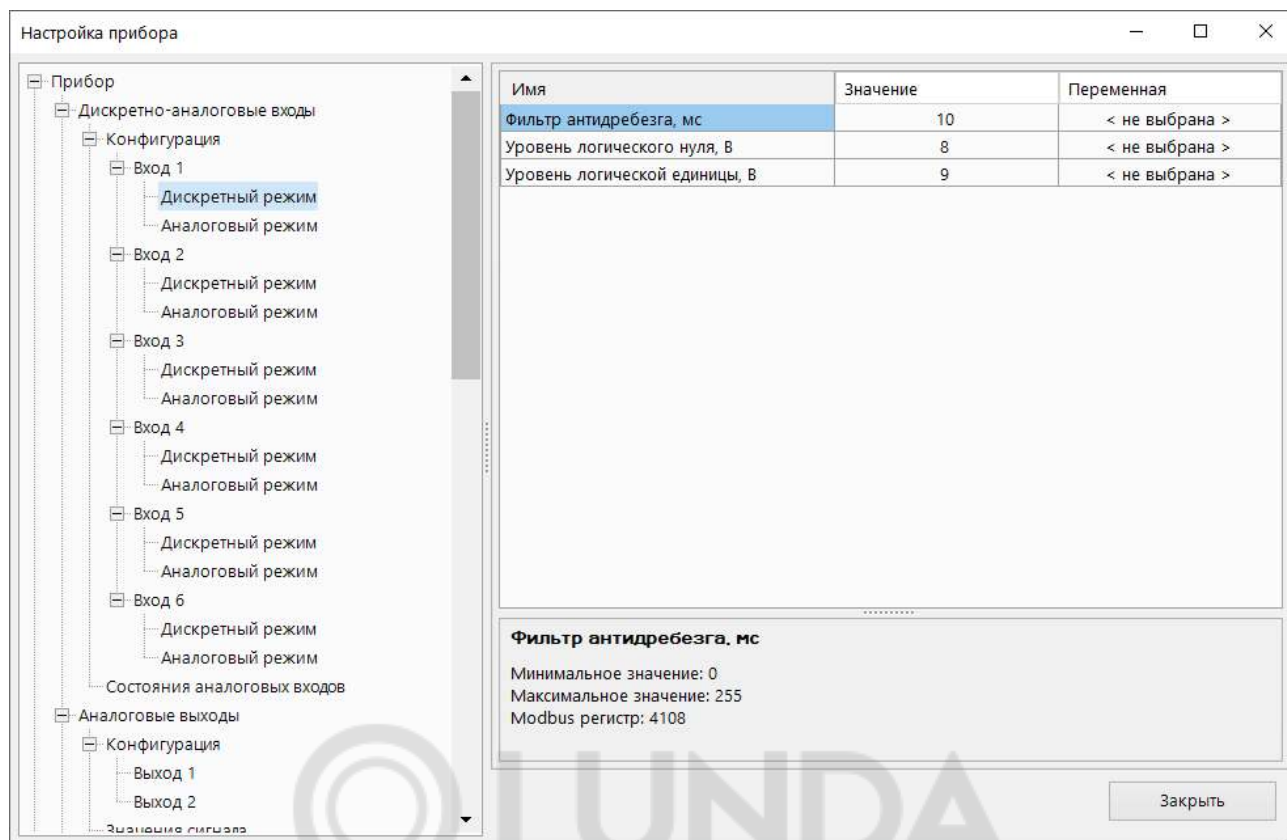 Настройка прибора
Прибор
Дискретно-аналоговые входы
Конфигурация
Вход 1
Дискретный режим
Аналоговый режим
Вход 2
Дискретный режим
Аналоговый режим
Вход 3
Дискретный режим
Аналоговый режим
Вход 4
Дискретный режим
Аналоговый режим
Вход 5
Дискретный режим
Аналоговый режим
Вход 6
Дискретный режим
Аналоговый режим
Состояния аналоговых входов
Аналоговые выходы
Конфигурация
Выход 1
Выход 2
Значения сигнала
Имя Значение Переменная
Фильтр антидребезга, мс 10 < не выбрана >
Уровень логического нуля, В 8 < не выбрана >
Уровень логической единицы, В 9 < не выбрана >
Фильтр антидребезга, мс
Минимальное значение: 0
Максимальное значение: 255
Modbus регистр: 4108
Закрыть
LUNDA